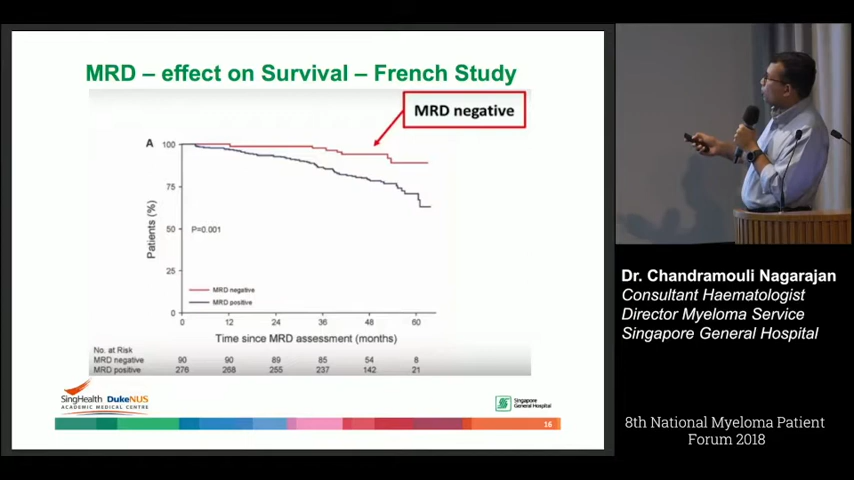 MRD – effect on Survival – French Study
MRD negative
A
100
75
50
25
0
Patients (%)
P=0.001
MRD negative
MRD positive
0 12 24 36 48 60
Time since MRD assessment (months)
No. at Risk
MRD negative 90 90 89 85 54 8
MRD positive 276 268 255 237 142 21
SingHealth DukeNUS
ACADEMIC MEDICAL CENTRE
Singapore
General Hospital
16
Dr. Chandramouli Nagarajan
Consultant Haematologist
Director Myeloma Service
Singapore General Hospital
8th National Myeloma Patient
Forum 2018